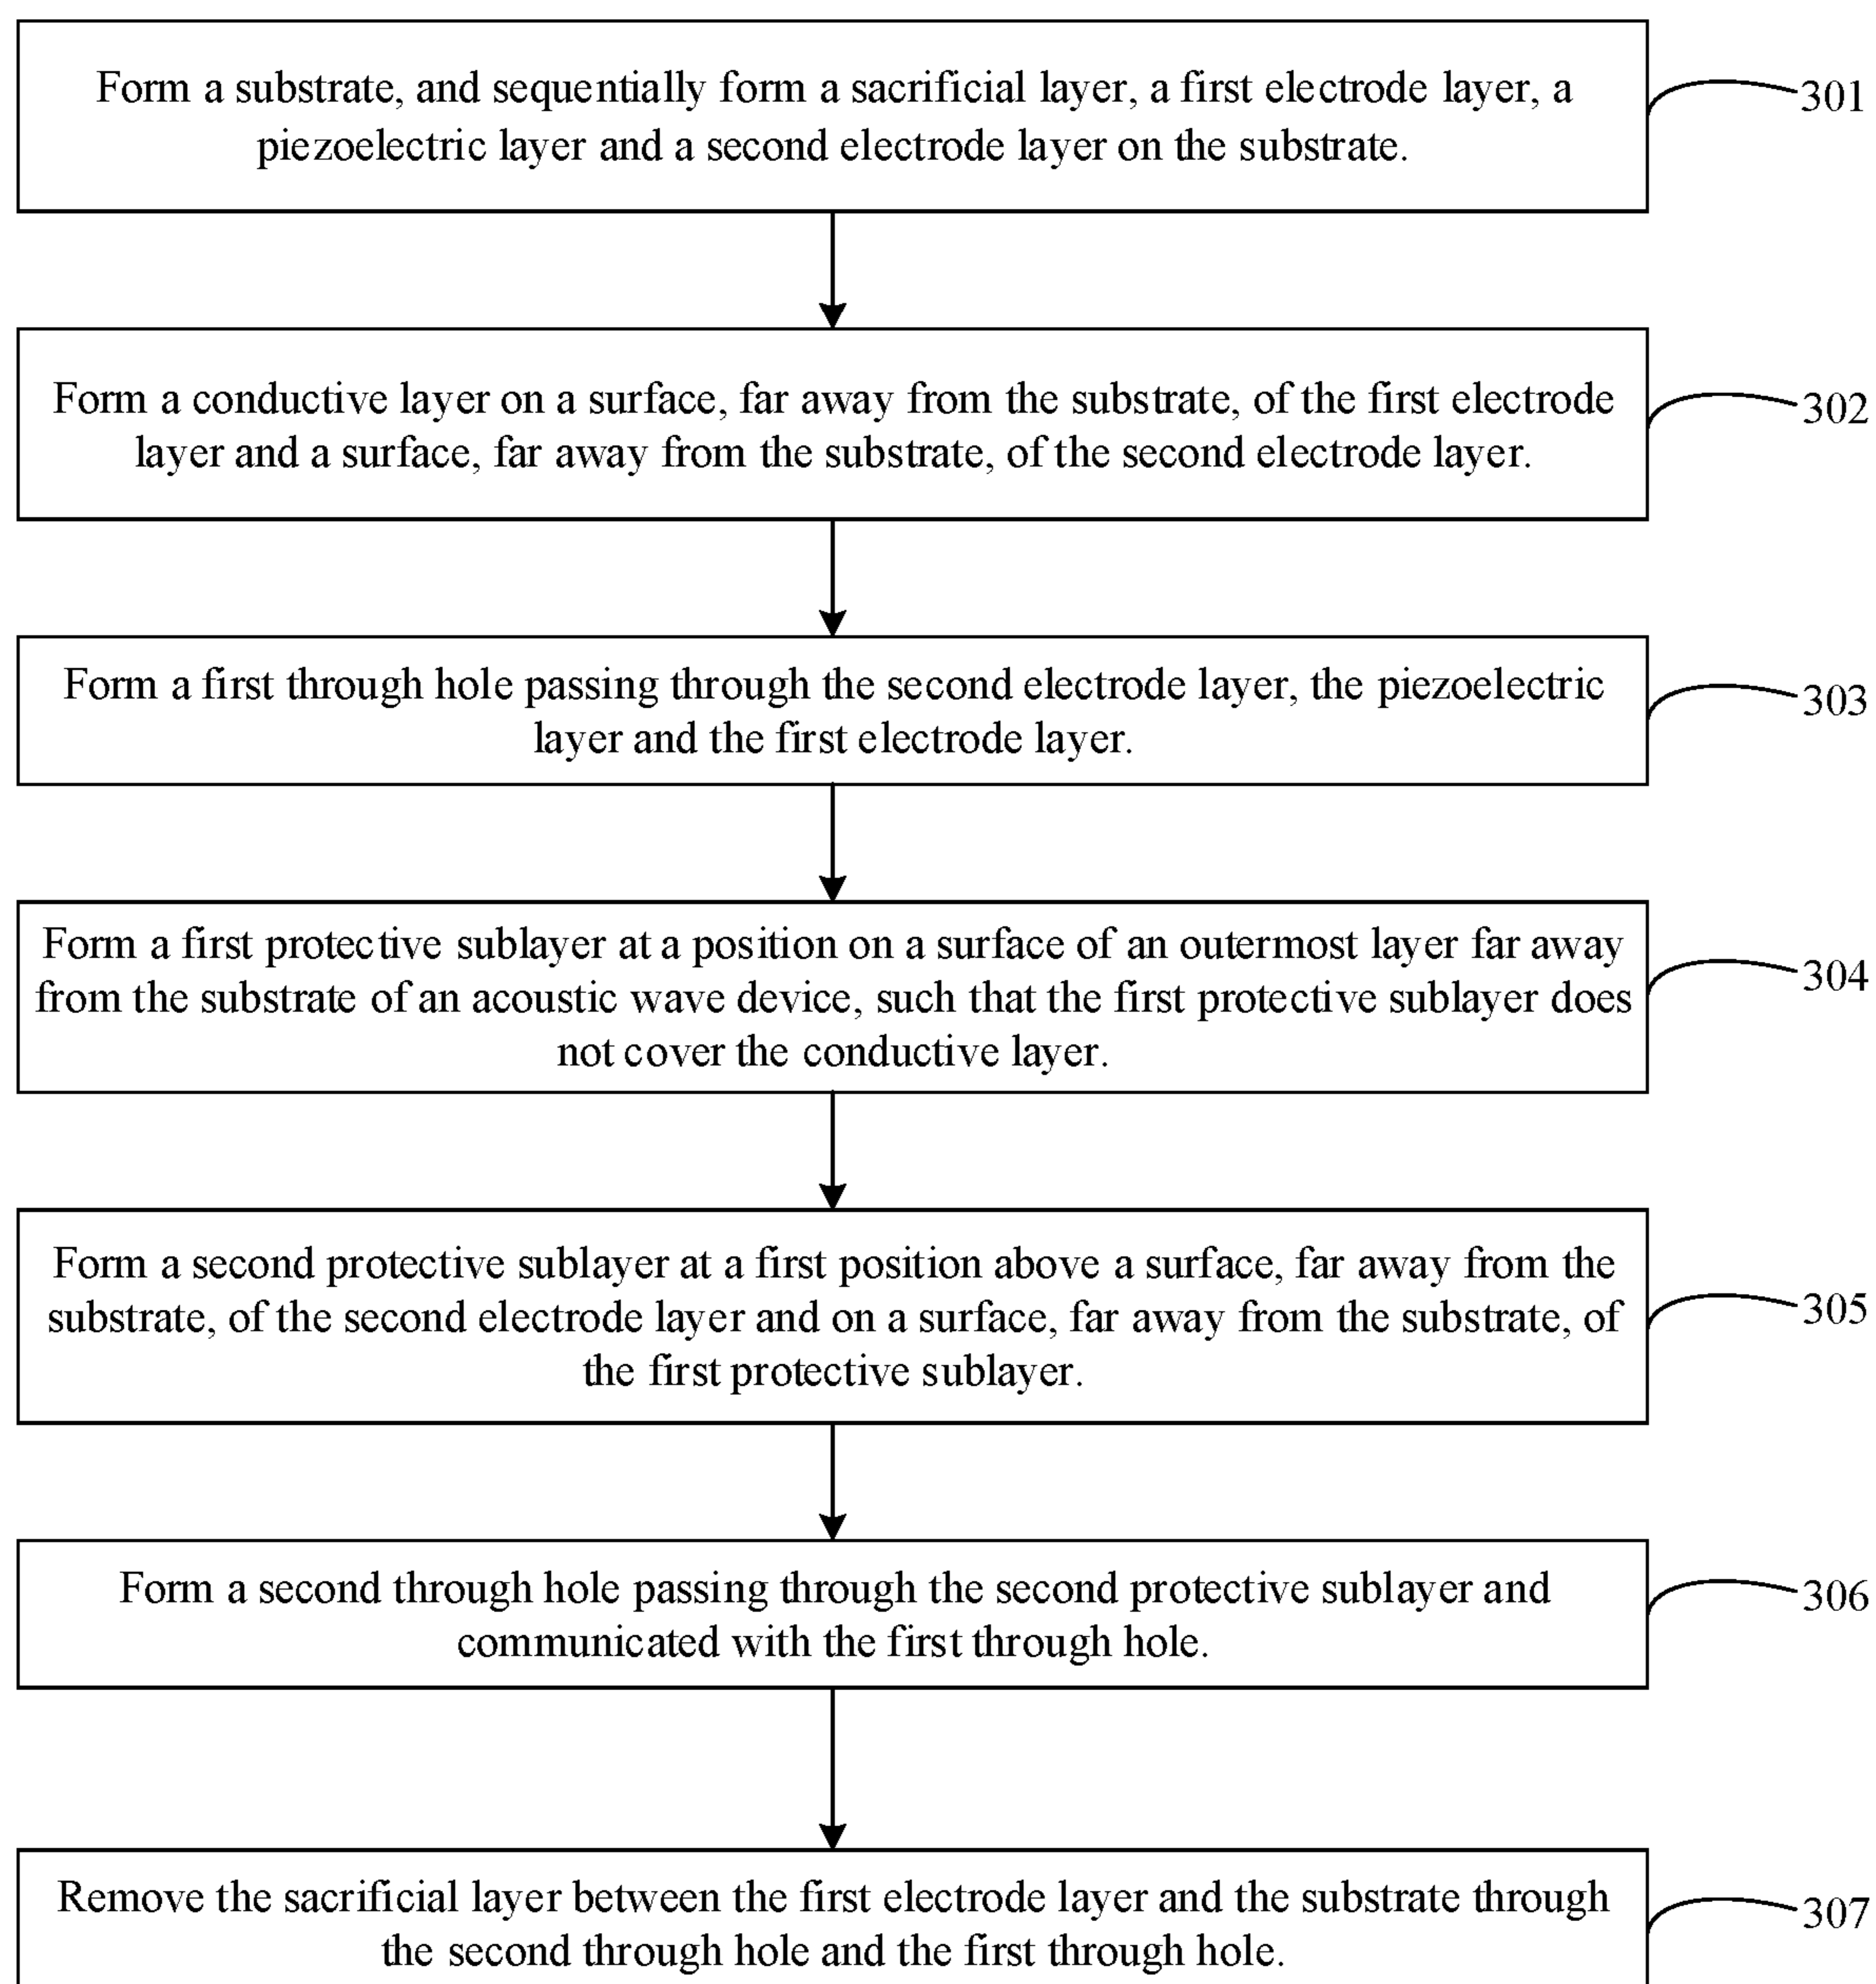 Form a substrate, and sequentially form a sacrificial layer, a first electrode layer, a
piezoelectric layer and a second electrode layer on the substrate.
301
Form a conductive layer on a surface, far away from the substrate, of the first electrode
layer and a surface, far away from the substrate, of the second electrode layer.
302
Form a first through hole passing through the second electrode layer, the piezoelectric
layer and the first electrode layer.
303
Form a first protective sublayer at a position on a surface of an outermost layer far away
from the substrate of an acoustic wave device, such that the first protective sublayer does
not cover the conductive layer.
304
Form a second protective sublayer at a first position above a surface, far away from the
substrate, of the second electrode layer and on a surface, far away from the substrate, of
the first protective sublayer.
305
Form a second through hole passing through the second protective sublayer and
communicated with the first through hole.
306
Remove the sacrificial layer between the first electrode layer and the substrate through
the second through hole and the first through hole.
307